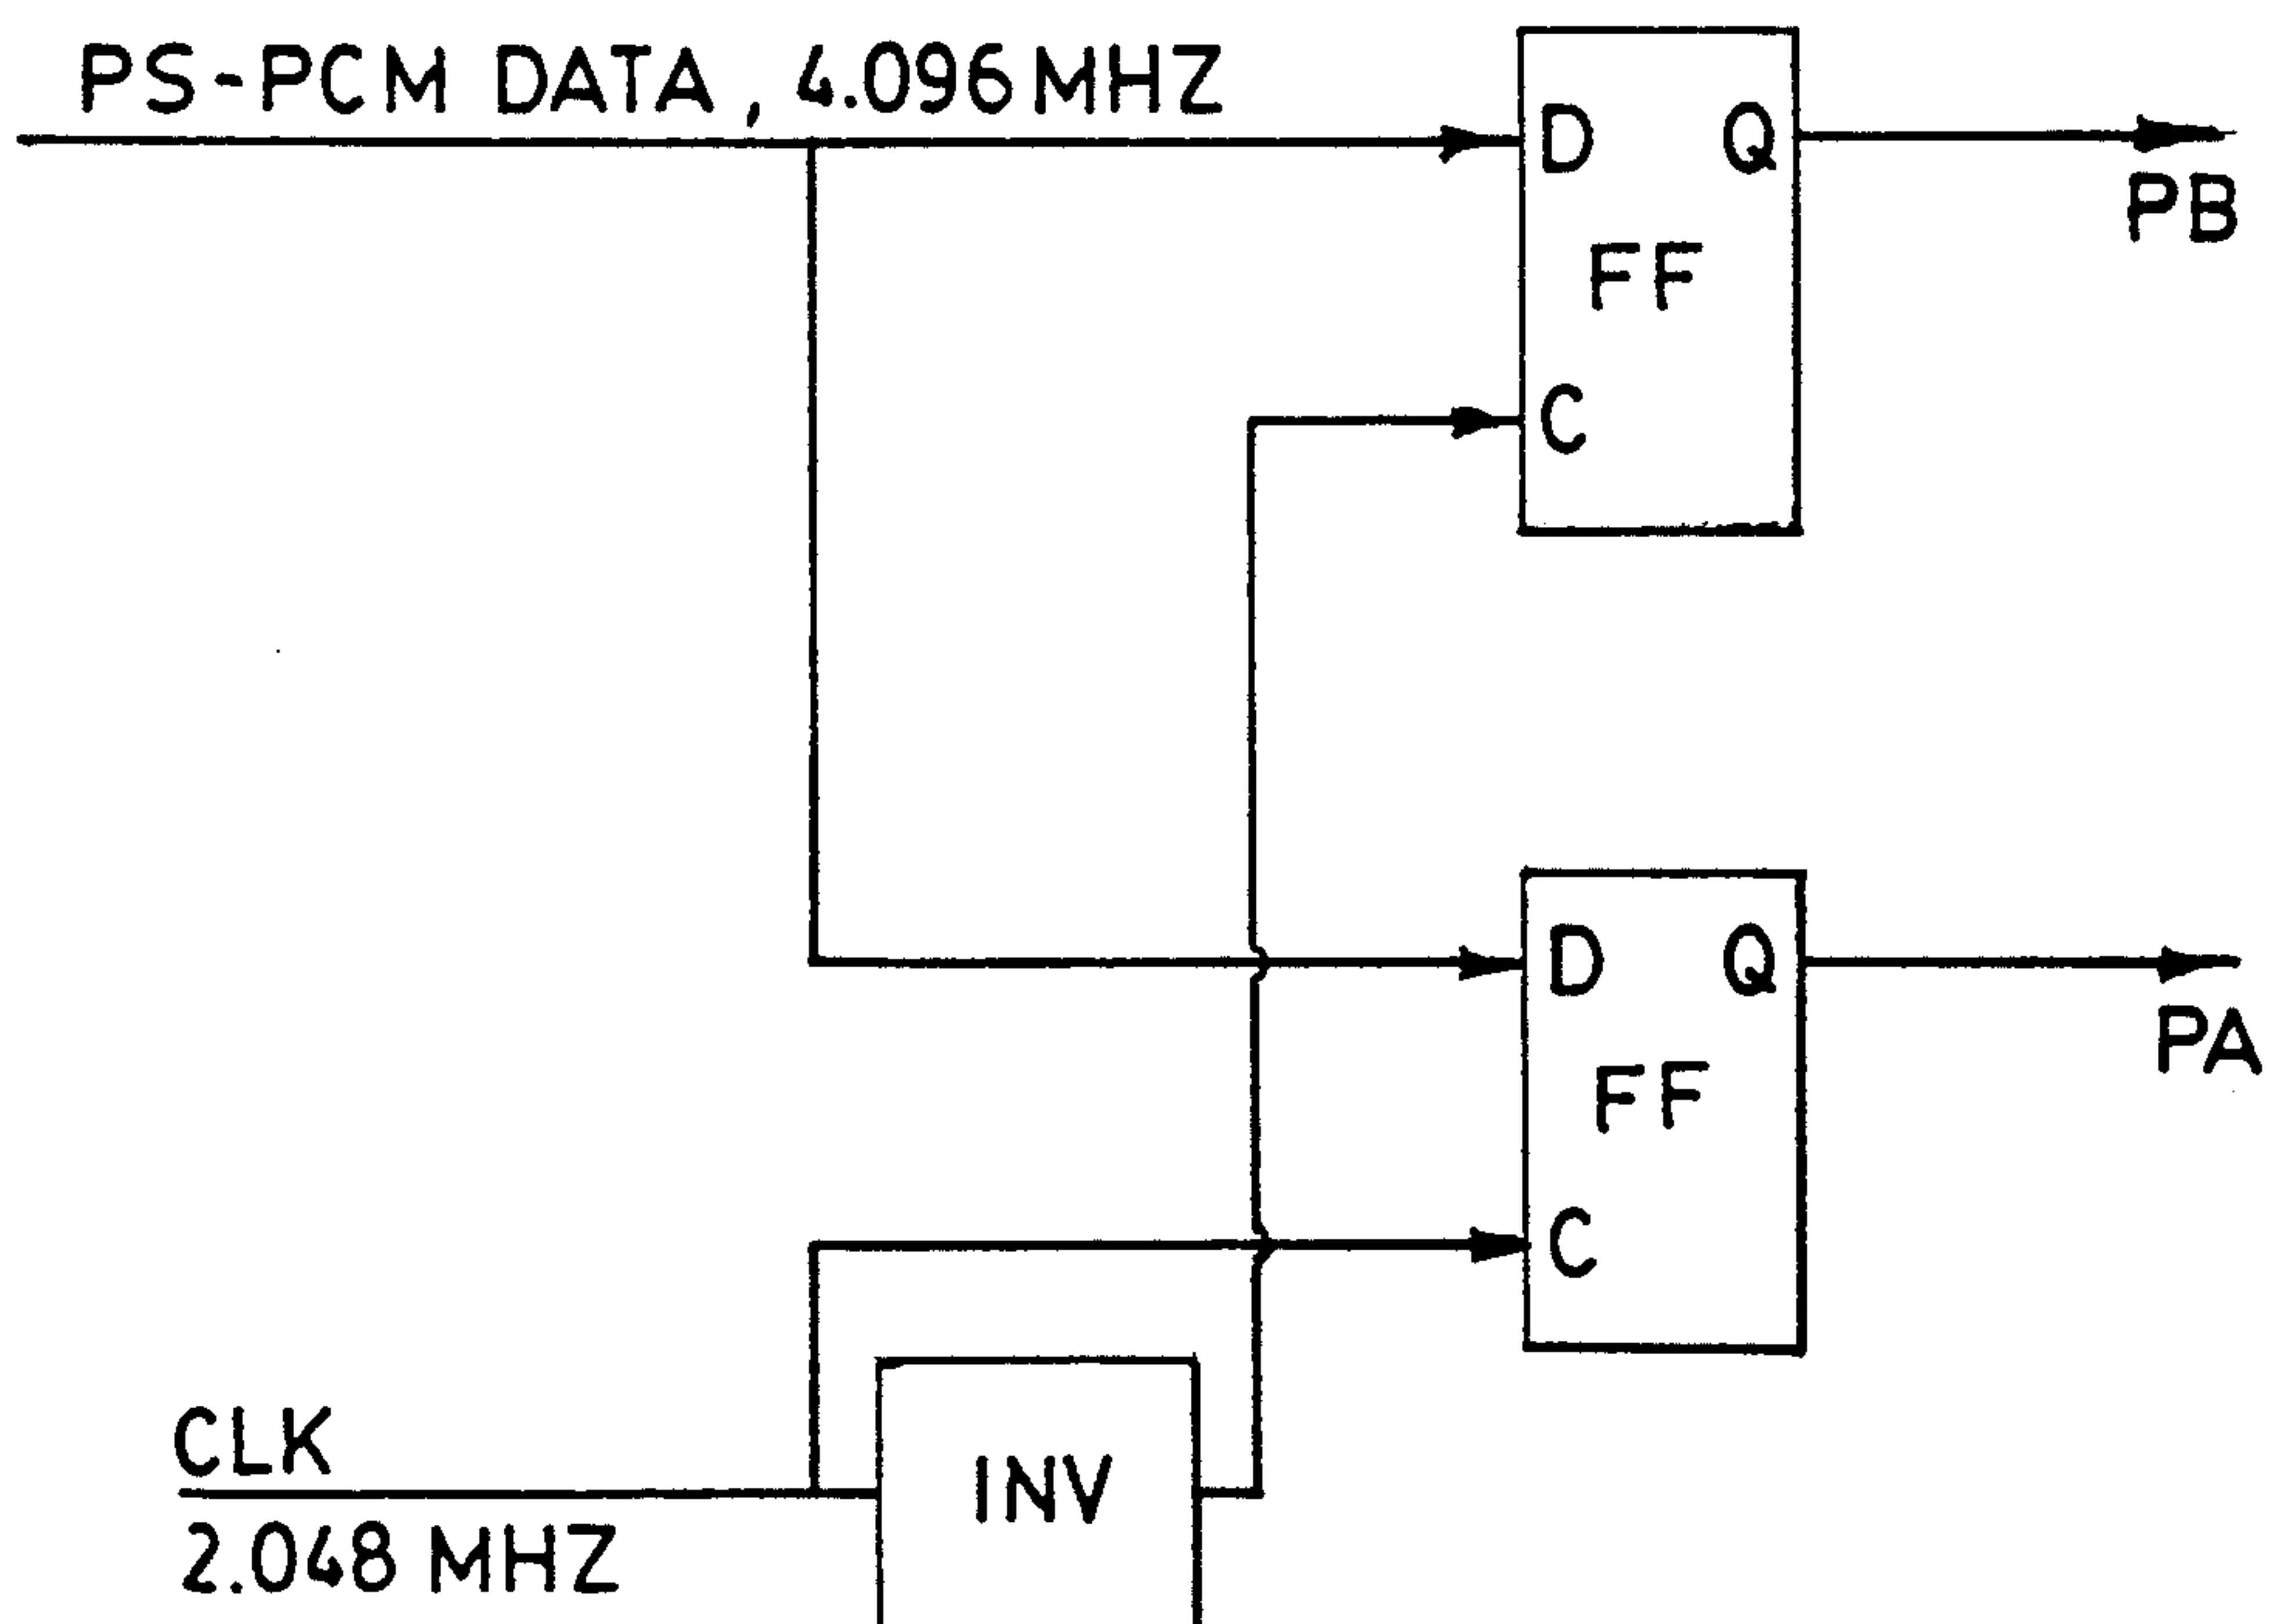 PS-PCM DATA, 4.096 MHZ
D Q
PB
FF
C
D Q
PA
FF
C
CLK
INV
2.048 MHZ